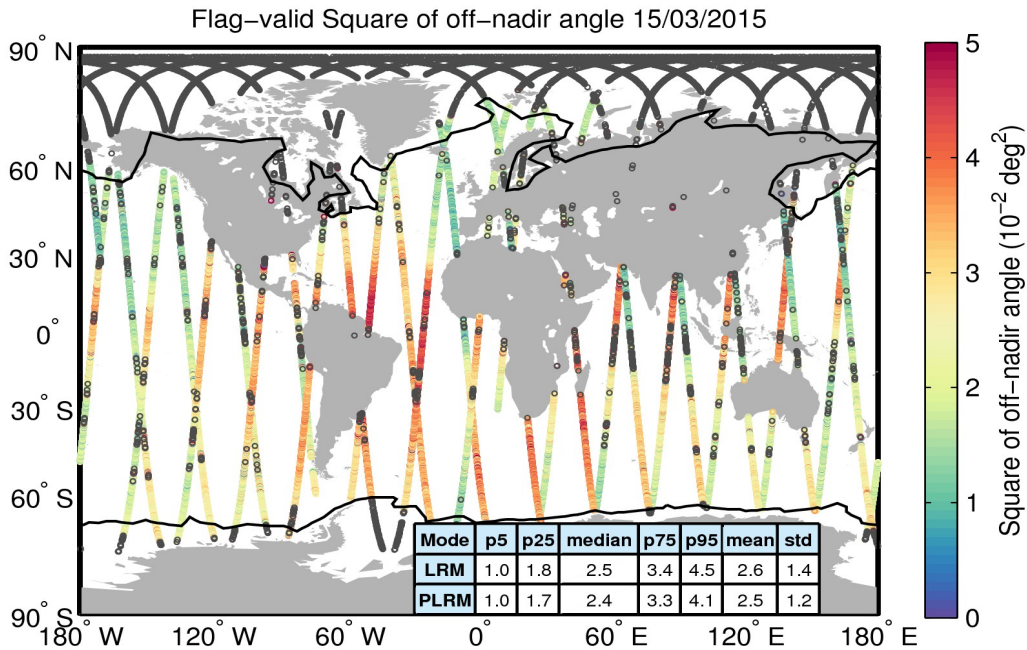 Flag−valid Square of off−nadir angle 15/03/2015
90° N
60° N
30° N
0°
30° S
60° S
90° S
180° W
120° W
60° W
0°
60° E
120° E
180° E
Mode p5 p25 median p75 p95 mean std
LRM 1.0 1.8 2.5 3.4 4.5 2.6 1.4
PLRM 1.0 1.7 2.4 3.3 4.1 2.5 1.2
5
4
3
2
1
0
Square of off−nadir angle (10⁻² deg²)